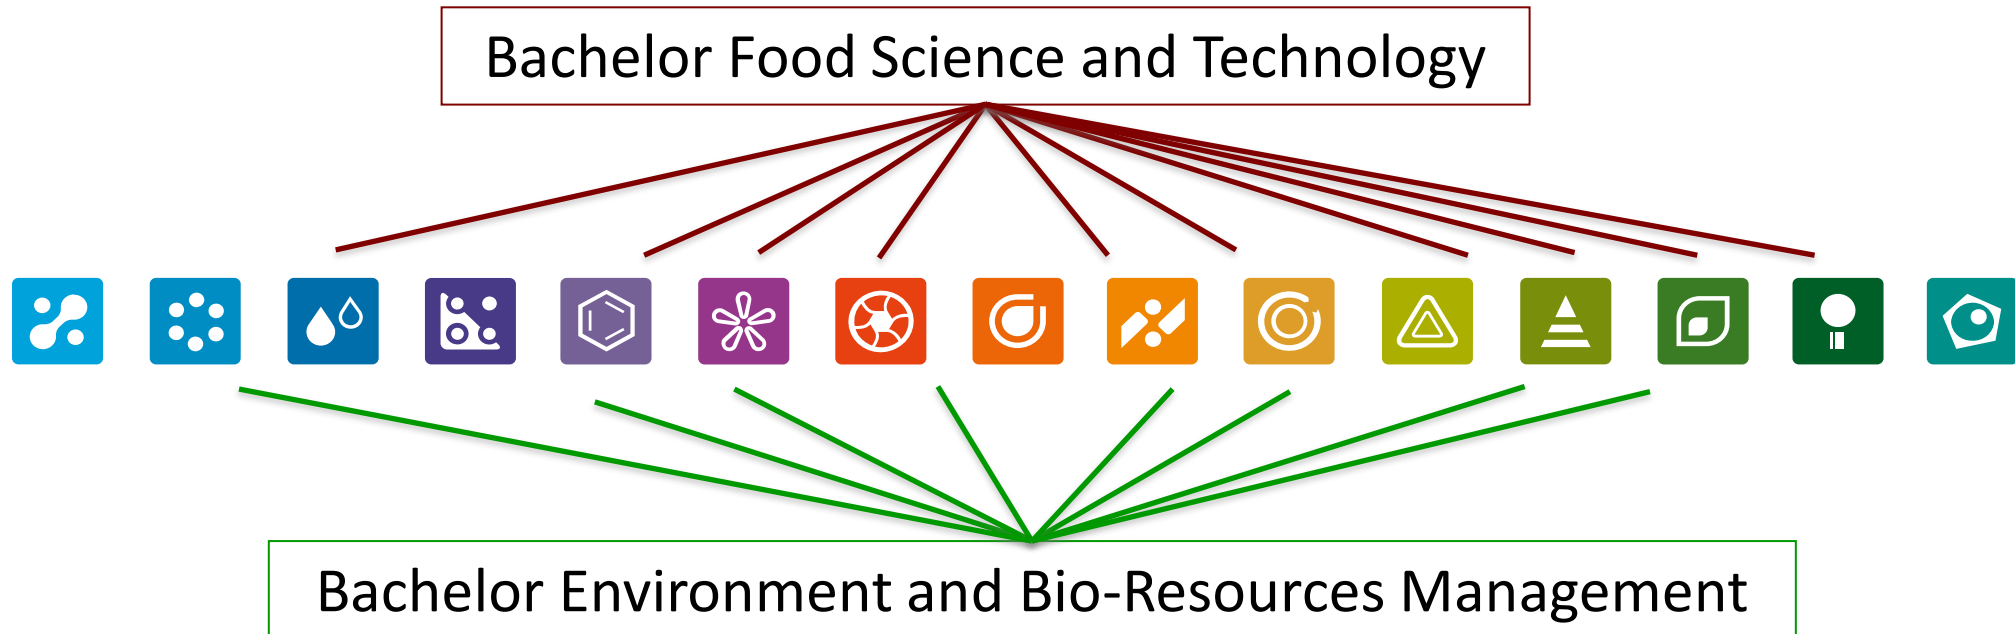 Bachelor Food Science and Technology
Bachelor Environment and Bio-Resources Management